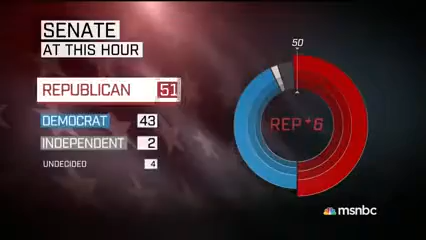 SENATE
AT THIS HOUR
REPUBLICAN 51
DEMOCRAT 43
INDEPENDENT 2
UNDECIDED 4
50
REP +6
msnbc